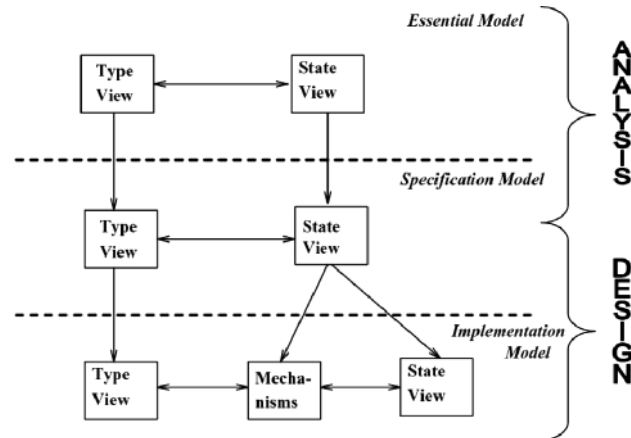 Essential Model
Type
View
State
View
ANALYSIS
Specification Model
Type
View
State
View
DESIGN
Implementation
Model
Type
View
Mecha-
nisms
State
View